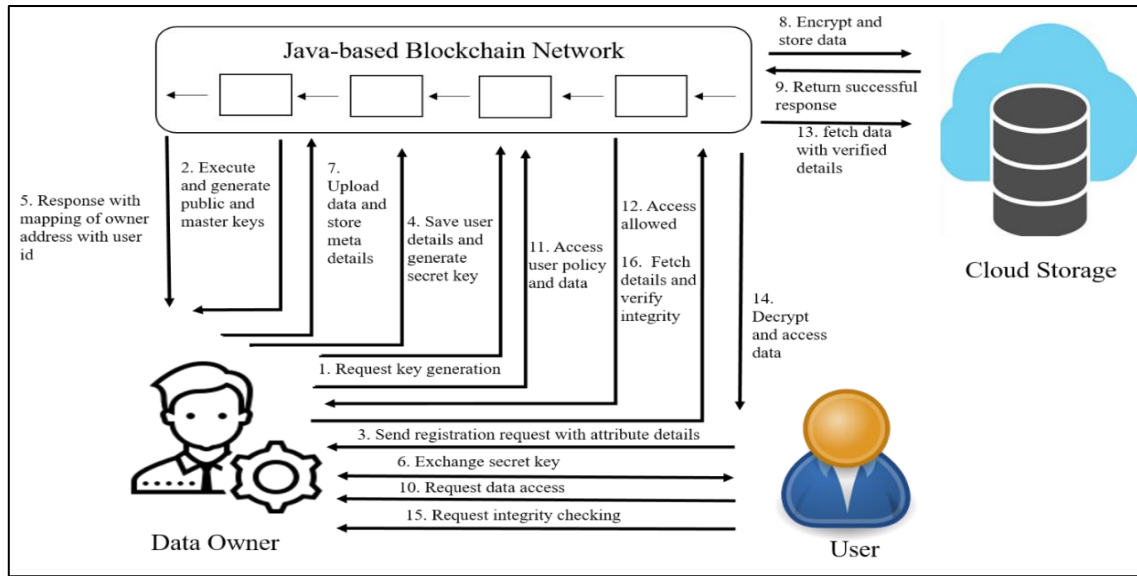 Java-based Blockchain Network
8. Encrypt and
store data
9. Return successful
response
13. fetch data
with verified
details
Cloud Storage
5. Response with
mapping of owner
address with user
id
2. Execute
and generate
public and
master keys
7.
Upload
data and
store
meta
details
4. Save user
details and
generate
secret key
11. Access
user policy
and data
12. Access
allowed
16. Fetch
details and
verify
integrity
14.
Decrypt
and access
data
1. Request key generation
3. Send registration request with attribute details
6. Exchange secret key
10. Request data access
15. Request integrity checking
Data Owner
User